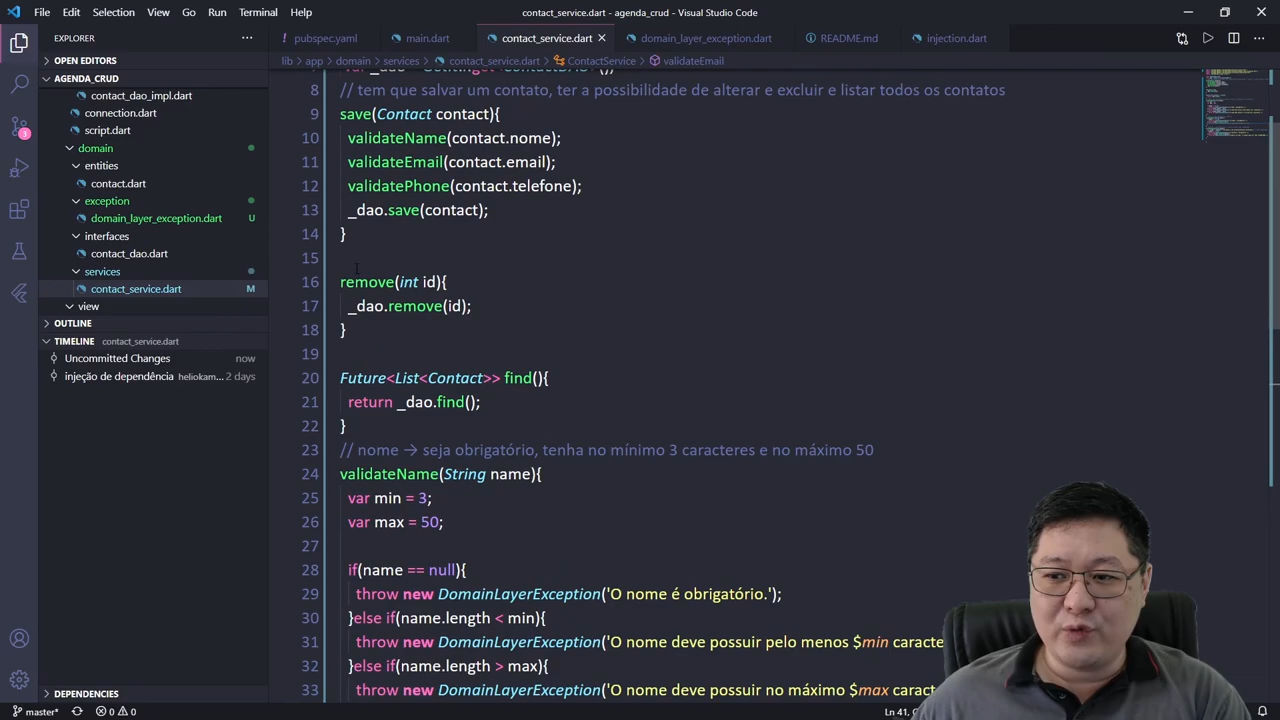 File Edit Selection View Go Run Terminal Help
contact_service.dart - agenda_crud - Visual Studio Code
EXPLORER
pubspec.yaml
main.dart
contact_service.dart
domain_layer_exception.dart
README.md
injection.dart
OPEN EDITORS
AGENDA_CRUD
contact_dao_impl.dart
connection.dart
script.dart
domain
entities
contact.dart
exception
domain_layer_exception.dart U
interfaces
contact_dao.dart
services
contact_service.dart M
view
OUTLINE
TIMELINE contact_service.dart
Uncommitted Changes now
injeção de dependência heliokam... 2 days
DEPENDENCIES
3
lib > app > domain > services > contact_service.dart > ContactService > validateEmail
8 // tem que salvar um contato, ter a possibilidade de alterar e excluir e listar todos os contatos
9 save(Contact contact){
10 validateName(contact.nome);
11 validateEmail(contact.email);
12 validatePhone(contact.telefone);
13 _dao.save(contact);
14 }
15
16 remove(int id){
17 _dao.remove(id);
18 }
19
20 Future<List<Contact>> find(){
21 return _dao.find();
22 }
23 // nome -> seja obrigatório, tenha no mínimo 3 caracteres e no máximo 50
24 validateName(String name){
25 var min = 3;
26 var max = 50;
27
28 if(name == null){
29 throw new DomainLayerException('O nome é obrigatório.');
30 }else if(name.length < min){
31 throw new DomainLayerException('O nome deve possuir pelo menos $min caracte
32 }else if(name.length > max){
33 throw new DomainLayerException('O nome deve possuir no máximo $max caract
master* 0 0
Ln 41,